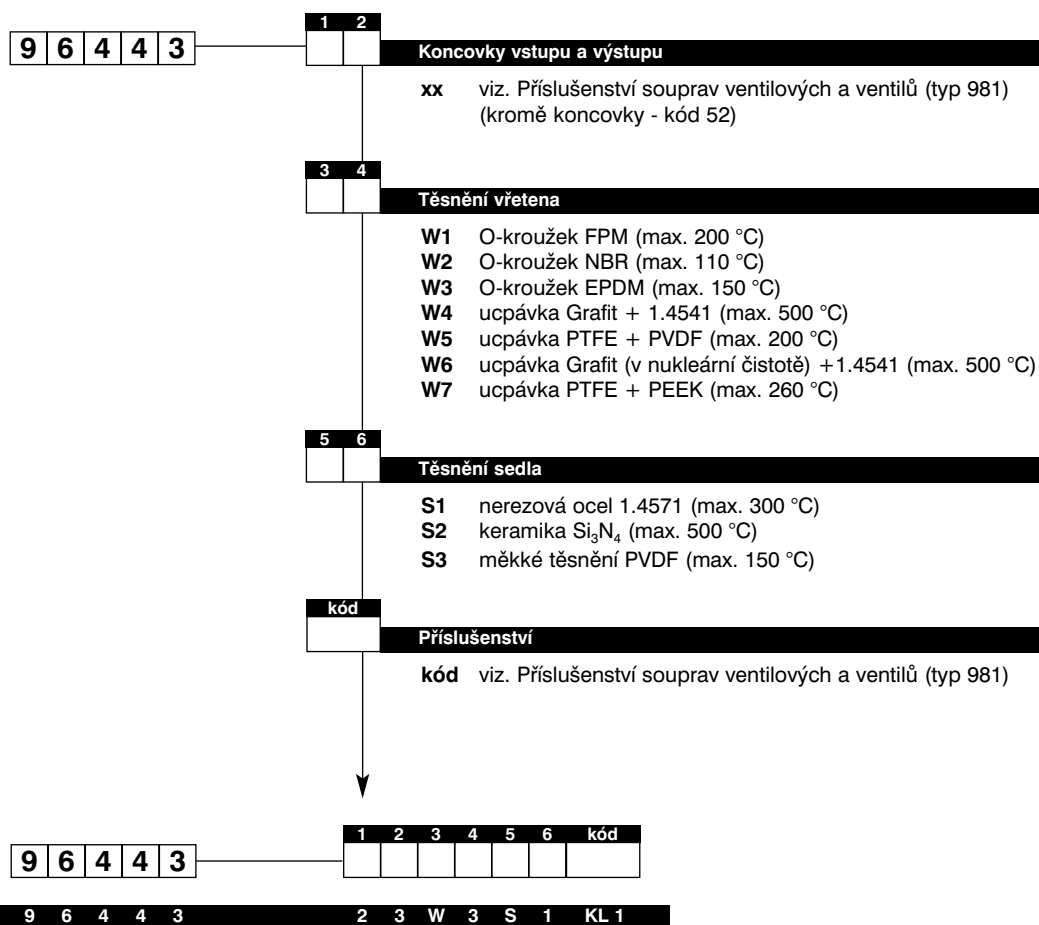 1 2
9 6 4 4 3
Koncovky vstupu a výstupu
xx viz. Příslušenství souprav ventilových a ventilů (typ 981)
(kromě koncovky - kód 52)
3 4
Těsnění vřetena
W1 O-kroužek FPM (max. 200 °C)
W2 O-kroužek NBR (max. 110 °C)
W3 O-kroužek EPDM (max. 150 °C)
W4 ucpávka Grafit + 1.4541 (max. 500 °C)
W5 ucpávka PTFE + PVDF (max. 200 °C)
W6 ucpávka Grafit (v nukleární čistotě) +1.4541 (max. 500 °C)
W7 ucpávka PTFE + PEEK (max. 260 °C)
5 6
Těsnění sedla
S1 nerezová ocel 1.4571 (max. 300 °C)
S2 keramika Si₃N₄ (max. 500 °C)
S3 měkké těsnění PVDF (max. 150 °C)
kód
Příslušenství
kód viz. Příslušenství souprav ventilových a ventilů (typ 981)
1 2 3 4 5 6 kód
9 6 4 4 3
9 6 4 4 3 2 3 W 3 S 1 KL 1